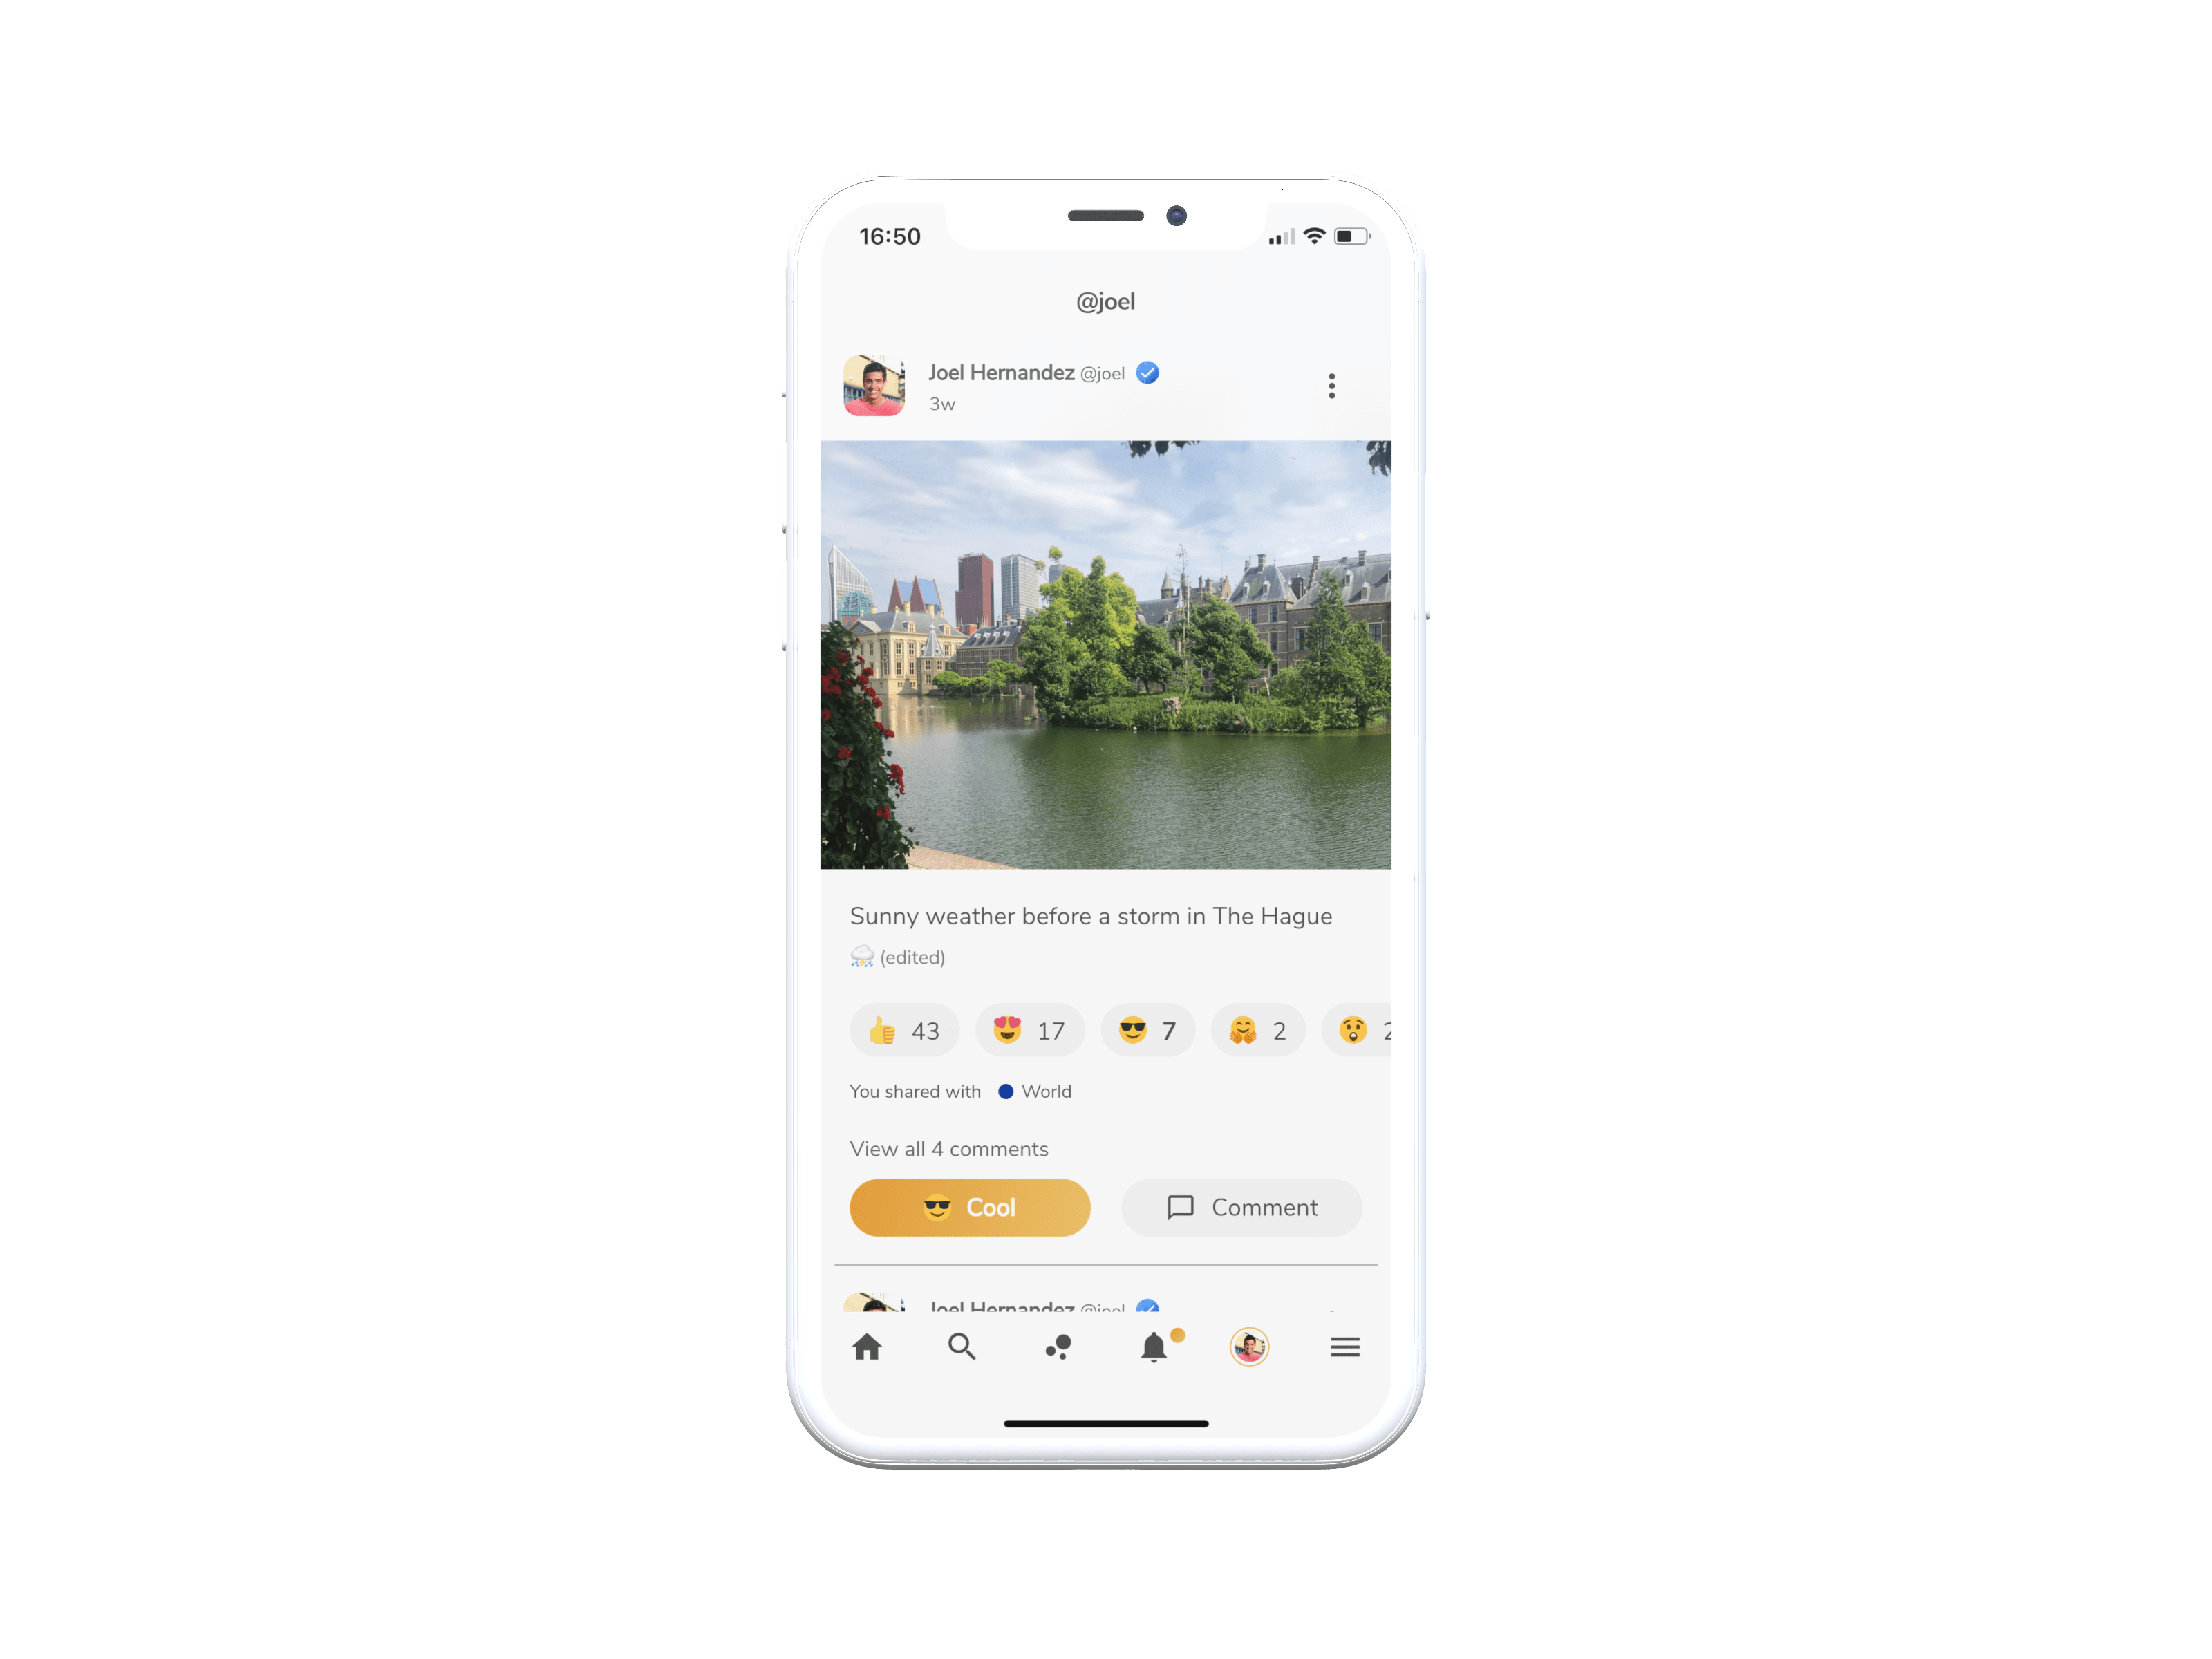 16:50
@joel
Joel Hernandez @joel
3w
Sunny weather before a storm in The Hague
🌧 (edited)
43 17 7 2
You shared with World
View all 4 comments
Cool Comment
Joel Hernandez @joel